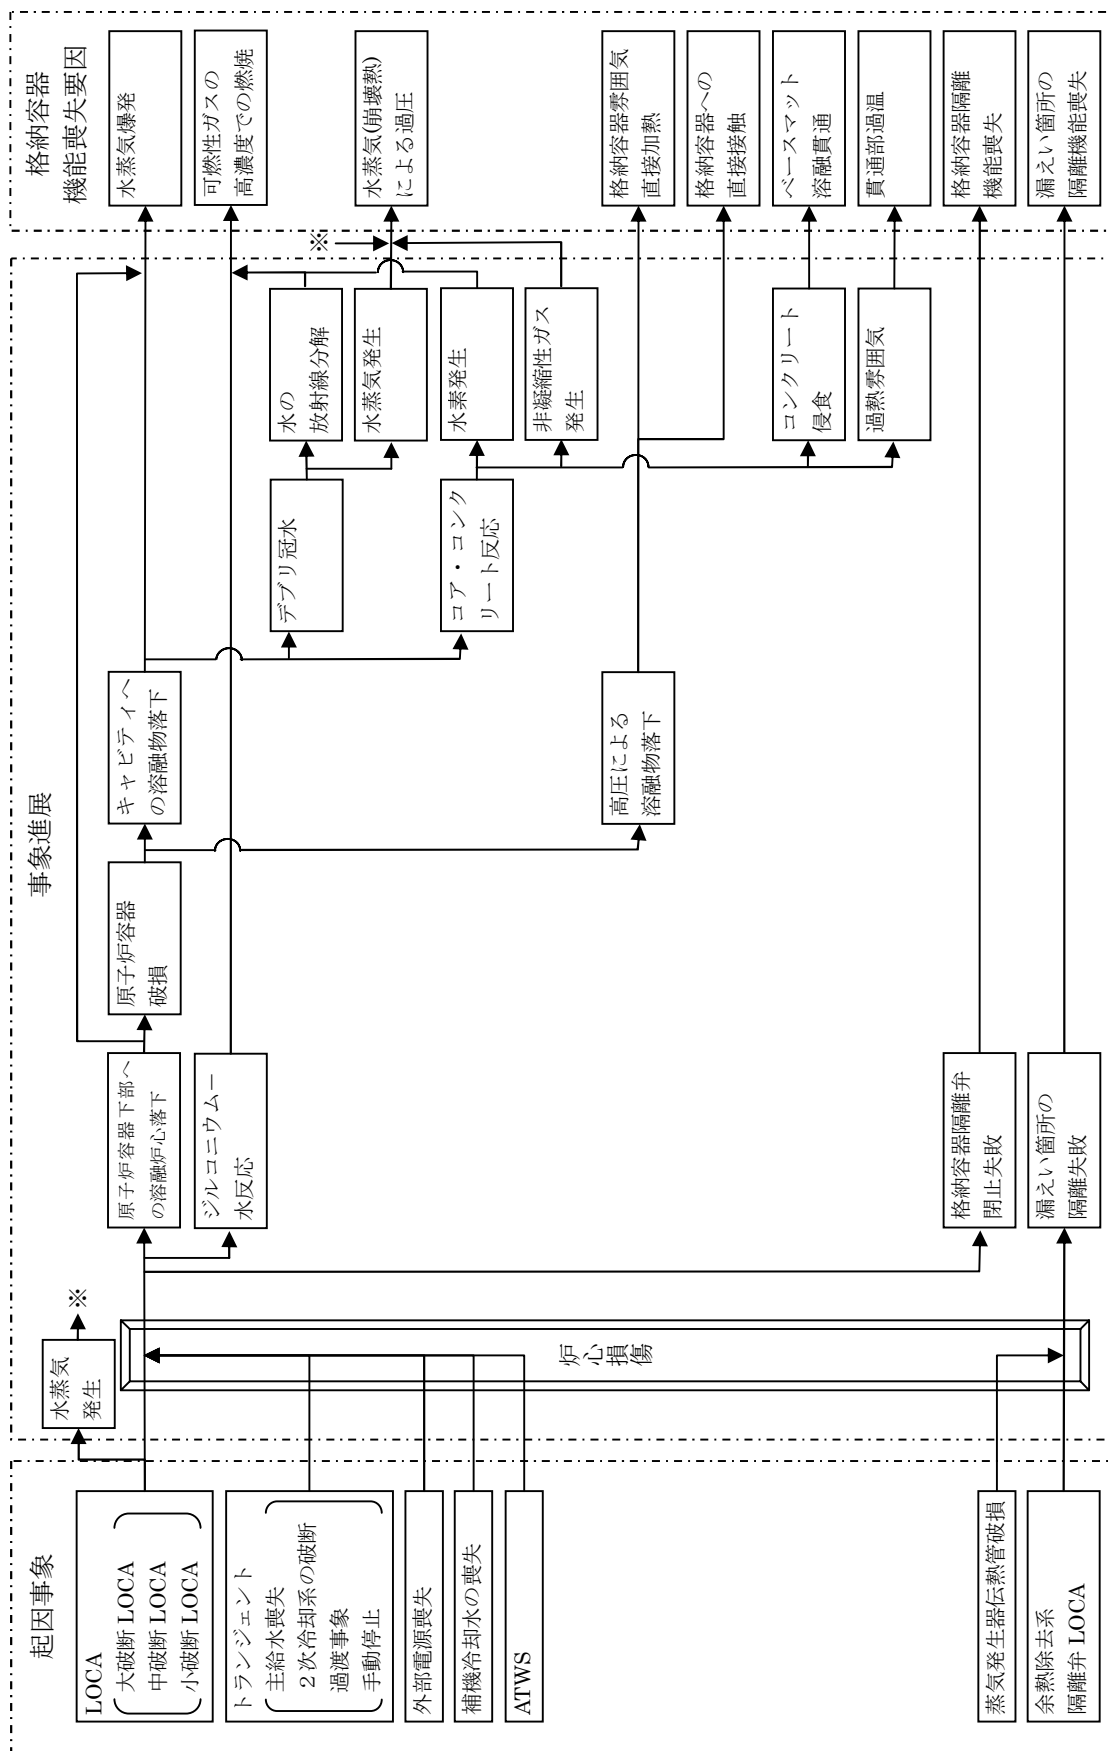 起因事象
事象進展
格納容器
機能喪失要因
LOCA
大破断 LOCA
中破断 LOCA
小破断 LOCA
トランジェント
主給水喪失
２次冷却系の破断
過渡事象
手動停止
外部電源喪失
補機冷却水の喪失
ATWS
蒸気発生器伝熱管破損
余熱除去系
隔離弁 LOCA
水蒸気
発生
※
炉心損傷
原子炉容器下部へ
の溶融炉心落下
ジルコニウムー
水反応
格納容器隔離弁
閉止失敗
漏えい箇所の
隔離失敗
原子炉容器
破損
キャビティへ
の溶融物落下
高圧による
溶融物落下
デブリ冠水
コア・コンク
リート反応
水の
放射線分解
水蒸気発生
水素発生
非凝縮性ガス
発生
コンクリート
侵食
過熱雰囲気
※
水蒸気爆発
可燃性ガスの
高濃度での燃焼
水蒸気(崩壊熱)
による過圧
格納容器雰囲気
直接加熱
格納容器への
直接接触
ベースマット
溶融貫通
貫通部過温
格納容器隔離
機能喪失
漏えい箇所の
隔離機能喪失